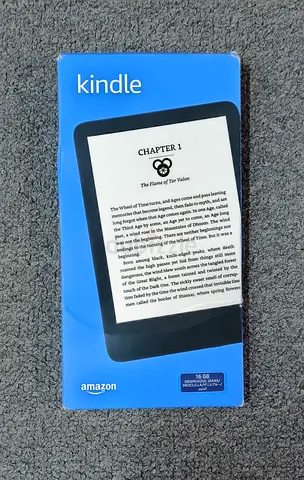 kindle
CHAPTER 1
The Flame of Tar Valon
The Wheel of Time turns, and Ages come and pass leaving
memories that become legend, then fade to myth, and are
long forgot when that Age comes again. In one Age, called
the Third Age by some, an Age yet to come, an Age long
past, a wind rose in the Mountains of Dhoom. The wind
was not the beginning. There are neither beginnings nor
endings to the turning of the Wheel of Time. But it was a
beginning.
Born among black, knife-edged peaks, where death
roamed the high passes yet hid from things still more
dangerous, the wind blew south across the tangled forest
of the Great Blight, a forest tainted and twisted by the
touch of the Dark One. The sickly sweet smell of corrup-
tion faded by the time the wind crossed that invisible line
men called the border of Shienar, where spring flowers
amazon
16 GB
DENIM/AZUL JEANS/